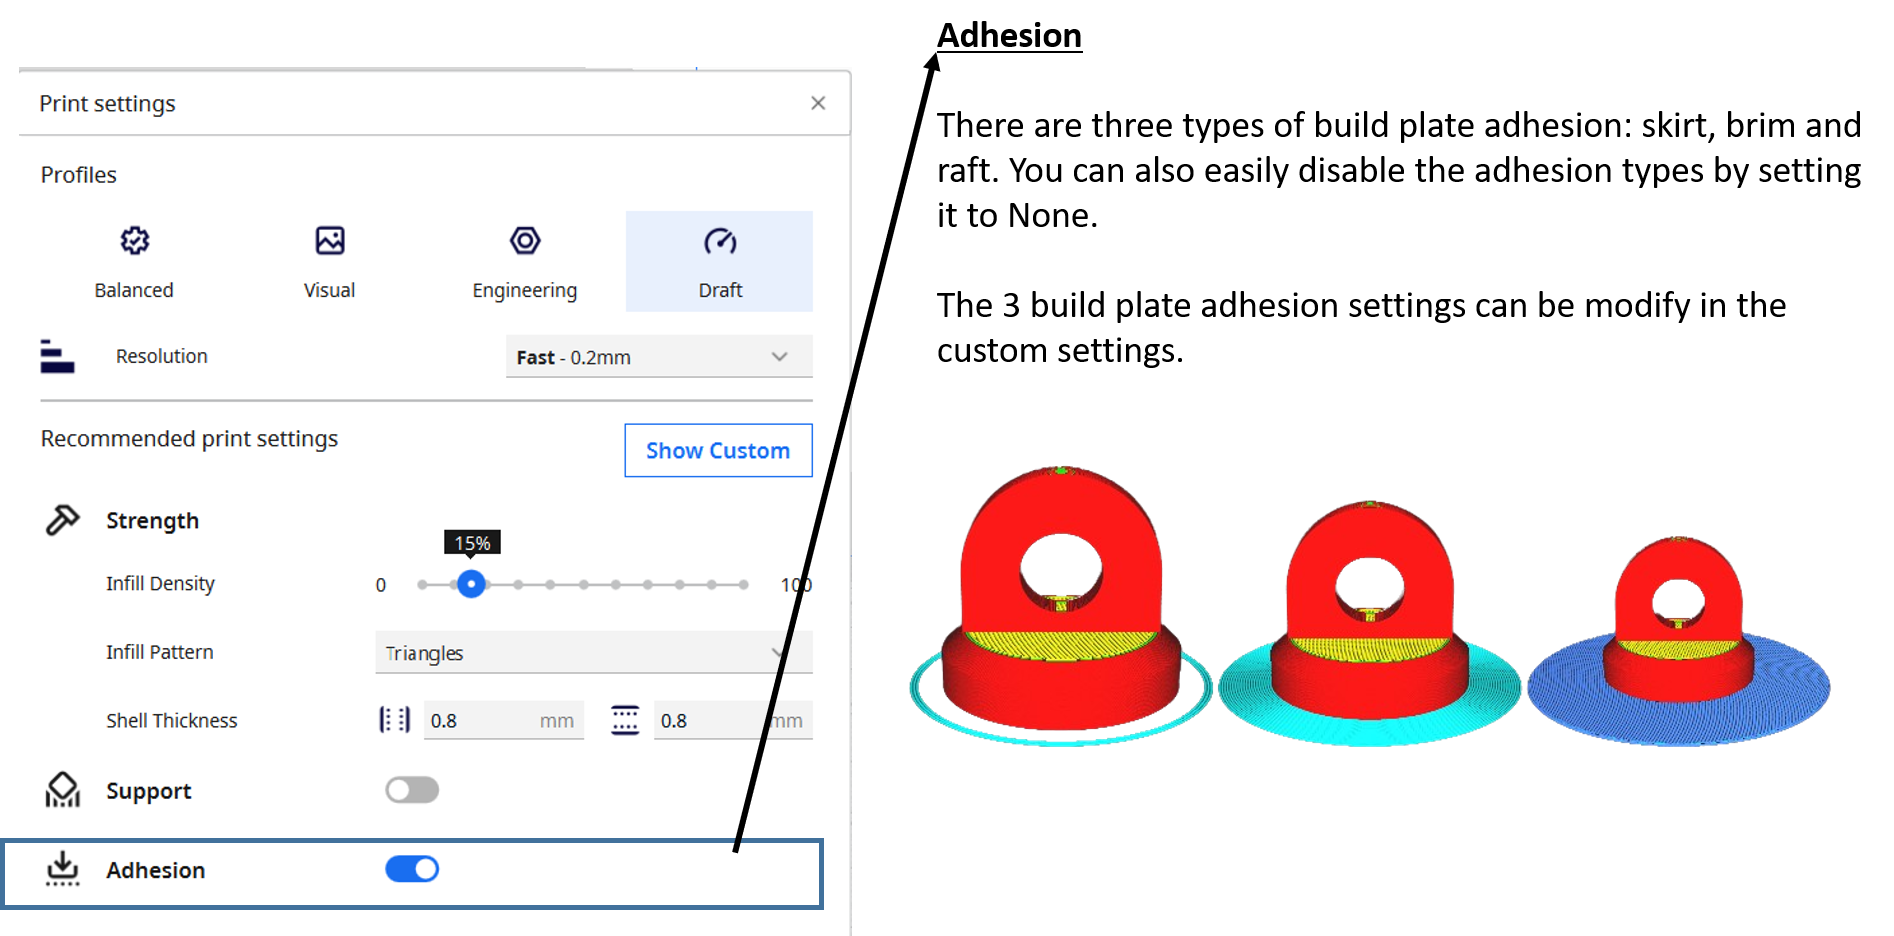 Adhesion
There are three types of build plate adhesion: skirt, brim and
raft. You can also easily disable the adhesion types by setting
it to None.
The 3 build plate adhesion settings can be modify in the
custom settings.
Print settings
Profiles
Balanced
Visual
Engineering
Draft
Resolution
Fast - 0.2mm
Recommended print settings
Show Custom
Strength
15%
Infill Density
0
100
Infill Pattern
Triangles
Shell Thickness
0.8 mm
0.8 mm
Support
Adhesion